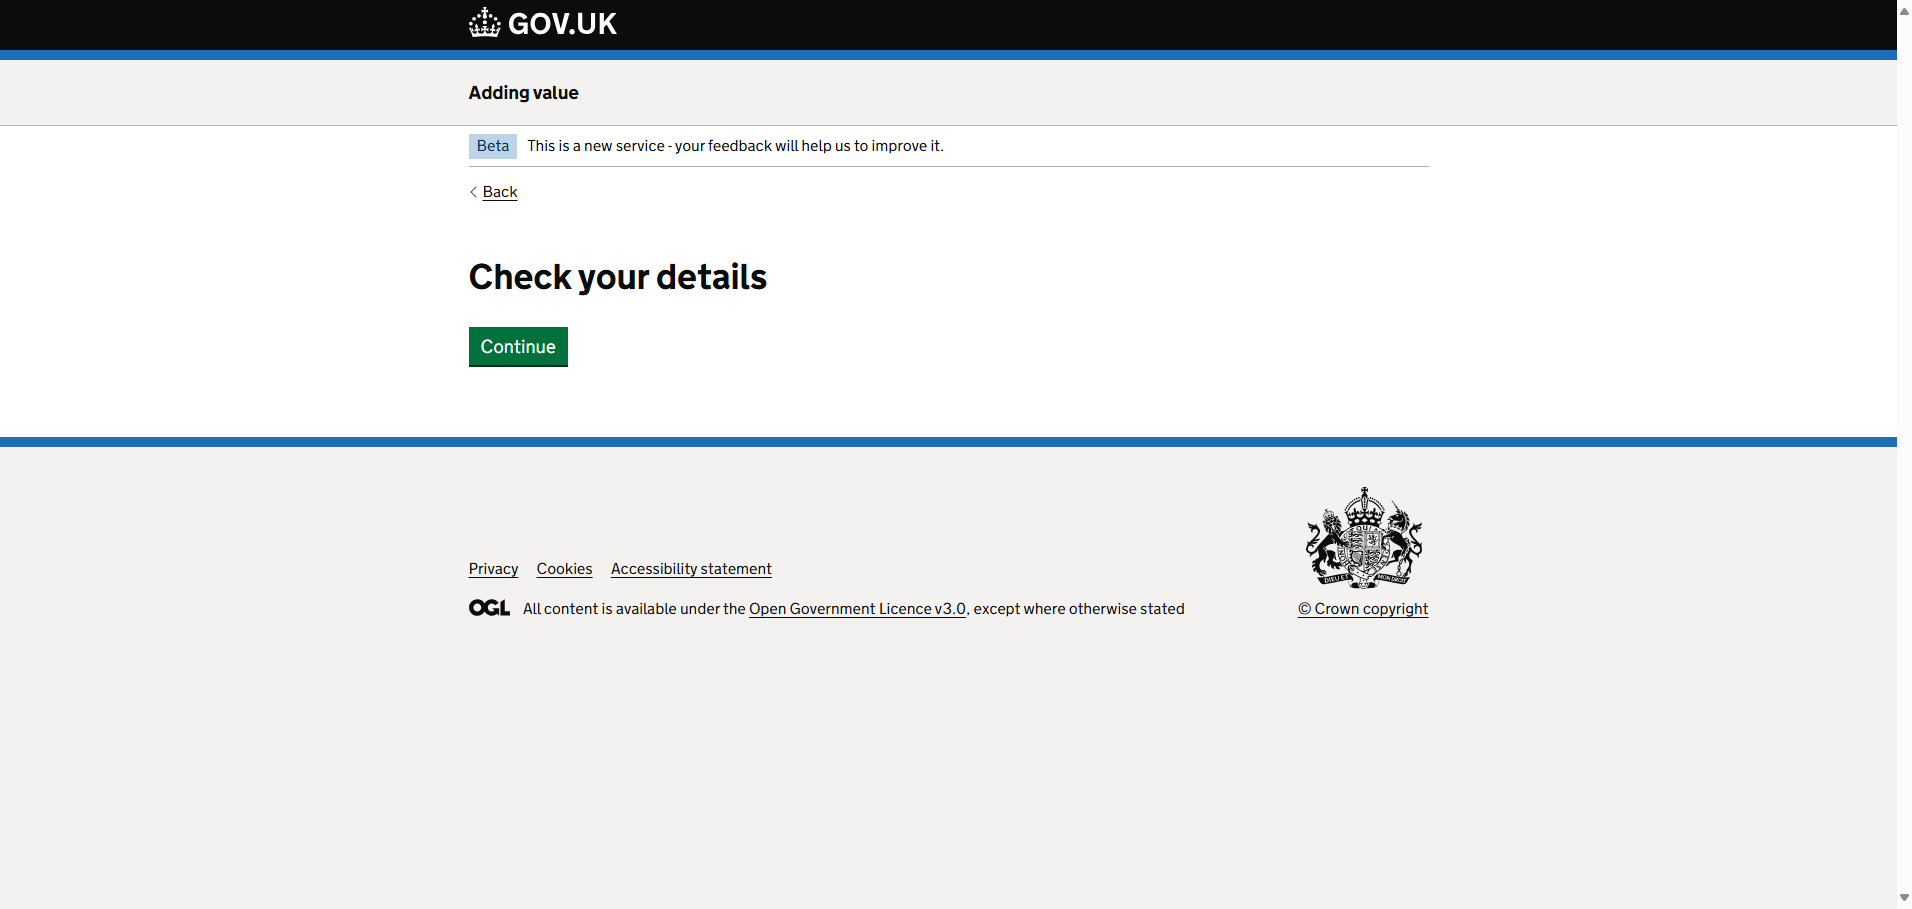 GOV.UK
Adding value
Beta This is a new service - your feedback will help us to improve it.
Back
Check your details
Continue
Privacy Cookies Accessibility statement
OGL All content is available under the Open Government Licence v3.0, except where otherwise stated
© Crown copyright